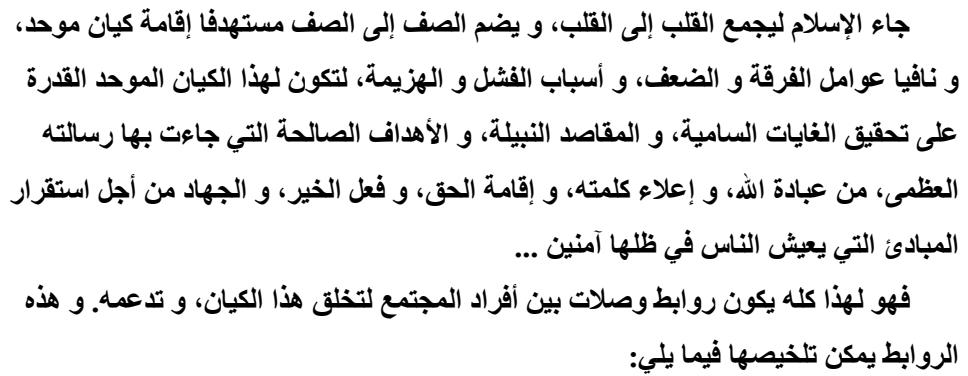 جاء الإسلام ليجمع القلب إلى القلب، و يضم الصف إلى الصف مستهدفا إقامة كيان موحد،
و نافيا عوامل الفرقة و الضعف، و أسباب الفشل و الهزيمة، لتكون لهذا الكيان الموحد القدرة
على تحقيق الغايات السامية، و المقاصد النبيلة، و الأهداف الصالحة التي جاءت بها رسالته
العظمى، من عبادة الله، و إعلاء كلمته، و إقامة الحق، و فعل الخير، و الجهاد من أجل استقرار
المبادئ التي يعيش الناس في ظلها آمنين ...
فهو لهذا كله يكون روابط وصلات بين أفراد المجتمع لتخلق هذا الكيان، و تدعمه. و هذه
الروابط يمكن تلخيصها فيما يلي: